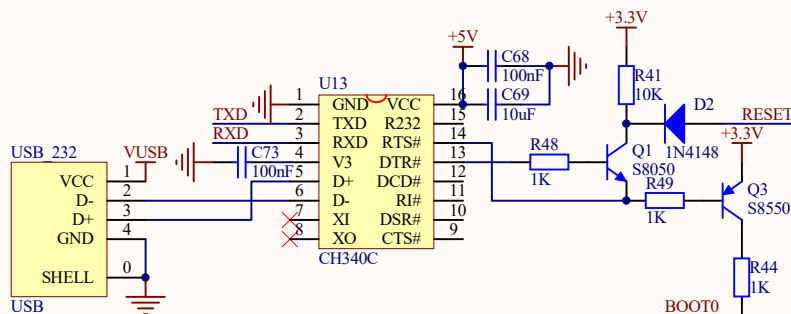 +3.3V
+5V
C68
100nF
C69
10uF
R41
10K
D2
1N4148
RESET
+3.3V
U13
1 GND VCC 16
2 TXD R232 15
3 RXD RTS# 14
4 V3 DTR# 13
5 D+ DCD# 12
6 D- RI# 11
7 XI DSR# 10
8 XO CTS# 9
CH340C
TXD
RXD
C73
100nF
USB_232
VUSB
VCC 1
D- 2
D+ 3
GND 4
SHELL 0
USB
R48
1K
Q1
S8050
R49
1K
Q3
S8550
R44
1K
BOOT0